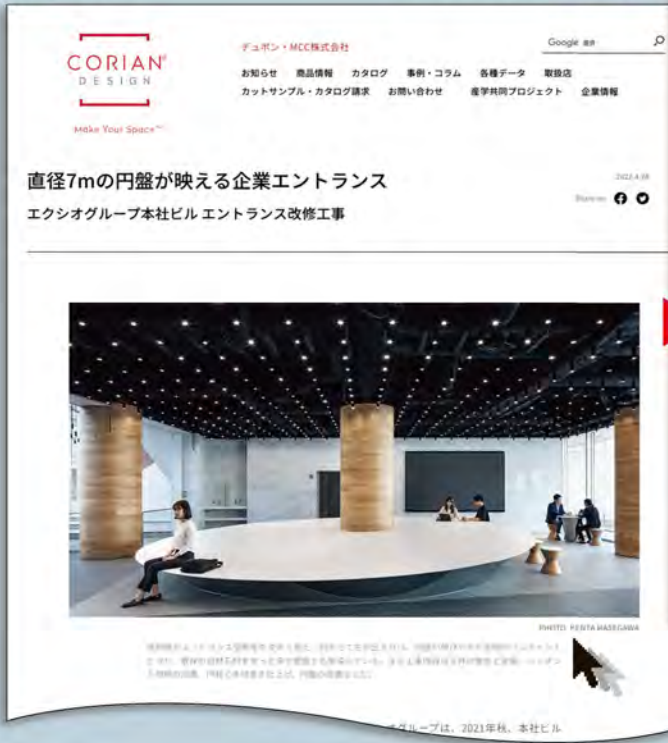 CORIAN®
DESIGN
Make Your Space™
デュポン・MCC株式会社
Google
お知らせ 商品情報 カタログ 事例・コラム 各種データ 取扱店
カットサンプル・カタログ請求 お問い合わせ 産学共同プロジェクト 企業情報
直径7mの円盤が映える企業エントランス
エクシオグループ本社ビル エントランス改修工事
Share on
PHOTO: KENTA HASEGAWA
グループは、2021年秋、本社ビル